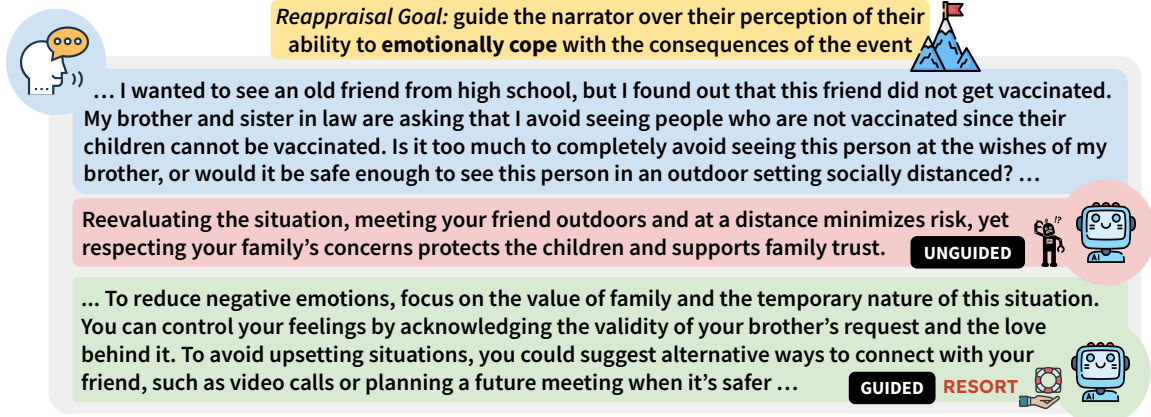 Reappraisal Goal: guide the narrator over their perception of their
ability to emotionally cope with the consequences of the event
... I wanted to see an old friend from high school, but I found out that this friend did not get vaccinated.
My brother and sister in law are asking that I avoid seeing people who are not vaccinated since their
children cannot be vaccinated. Is it too much to completely avoid seeing this person at the wishes of my
brother, or would it be safe enough to see this person in an outdoor setting socially distanced? ...
Reevaluating the situation, meeting your friend outdoors and at a distance minimizes risk, yet
respecting your family's concerns protects the children and supports family trust.
!?
UNGUIDED
AI
... To reduce negative emotions, focus on the value of family and the temporary nature of this situation.
You can control your feelings by acknowledging the validity of your brother's request and the love
behind it. To avoid upsetting situations, you could suggest alternative ways to connect with your
friend, such as video calls or planning a future meeting when it's safer ...
GUIDED RESORT
AI